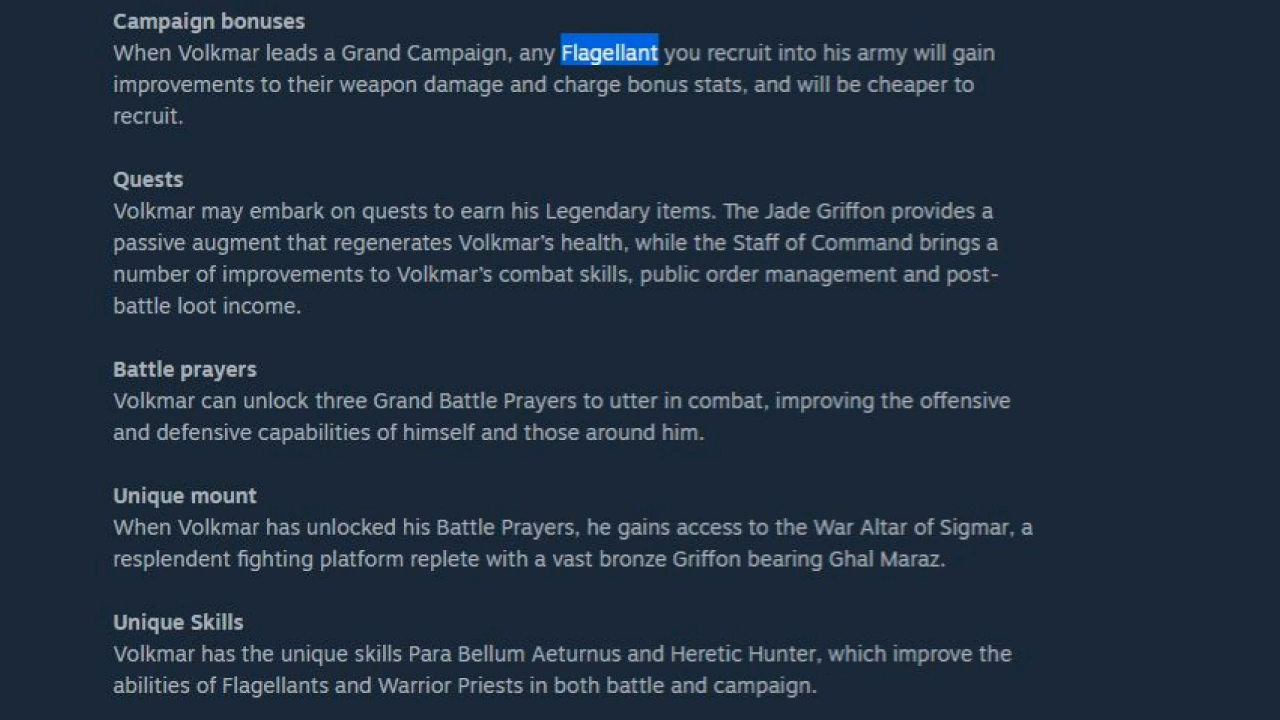 Campaign bonuses
When Volkmar leads a Grand Campaign, any Flagellant you recruit into his army will gain
improvements to their weapon damage and charge bonus stats, and will be cheaper to
recruit.
Quests
Volkmar may embark on quests to earn his Legendary items. The Jade Griffon provides a
passive augment that regenerates Volkmar’s health, while the Staff of Command brings a
number of improvements to Volkmar’s combat skills, public order management and post-
battle loot income.
Battle prayers
Volkmar can unlock three Grand Battle Prayers to utter in combat, improving the offensive
and defensive capabilities of himself and those around him.
Unique mount
When Volkmar has unlocked his Battle Prayers, he gains access to the War Altar of Sigmar, a
resplendent fighting platform replete with a vast bronze Griffon bearing Ghal Maraz.
Unique Skills
Volkmar has the unique skills Para Bellum Aeturnus and Heretic Hunter, which improve the
abilities of Flagellants and Warrior Priests in both battle and campaign.